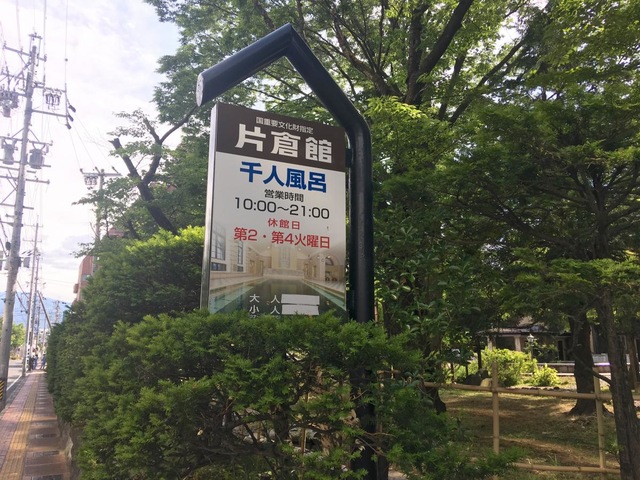 国重要文化財指定
片倉館
千人風呂
営業時間
10:00～21:00
休館日
第2・第4火曜日
大人
小人